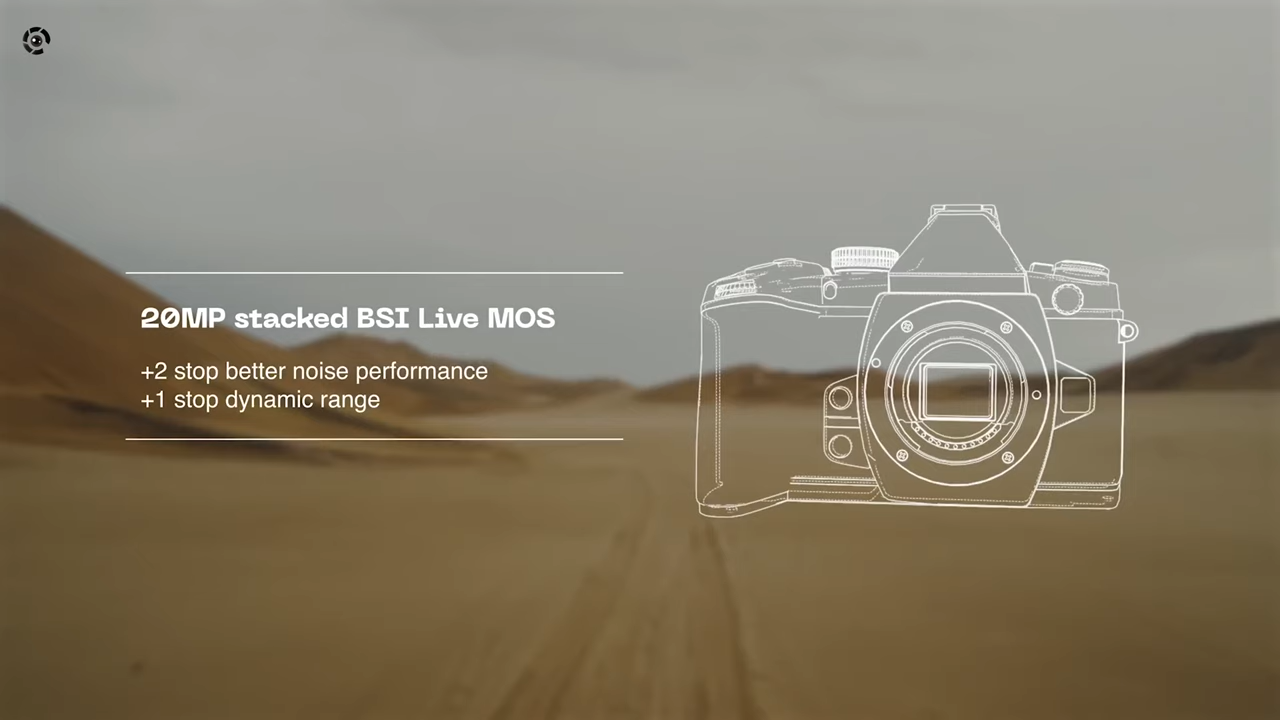 20MP stacked BSI Live MOS
+2 stop better noise performance
+1 stop dynamic range